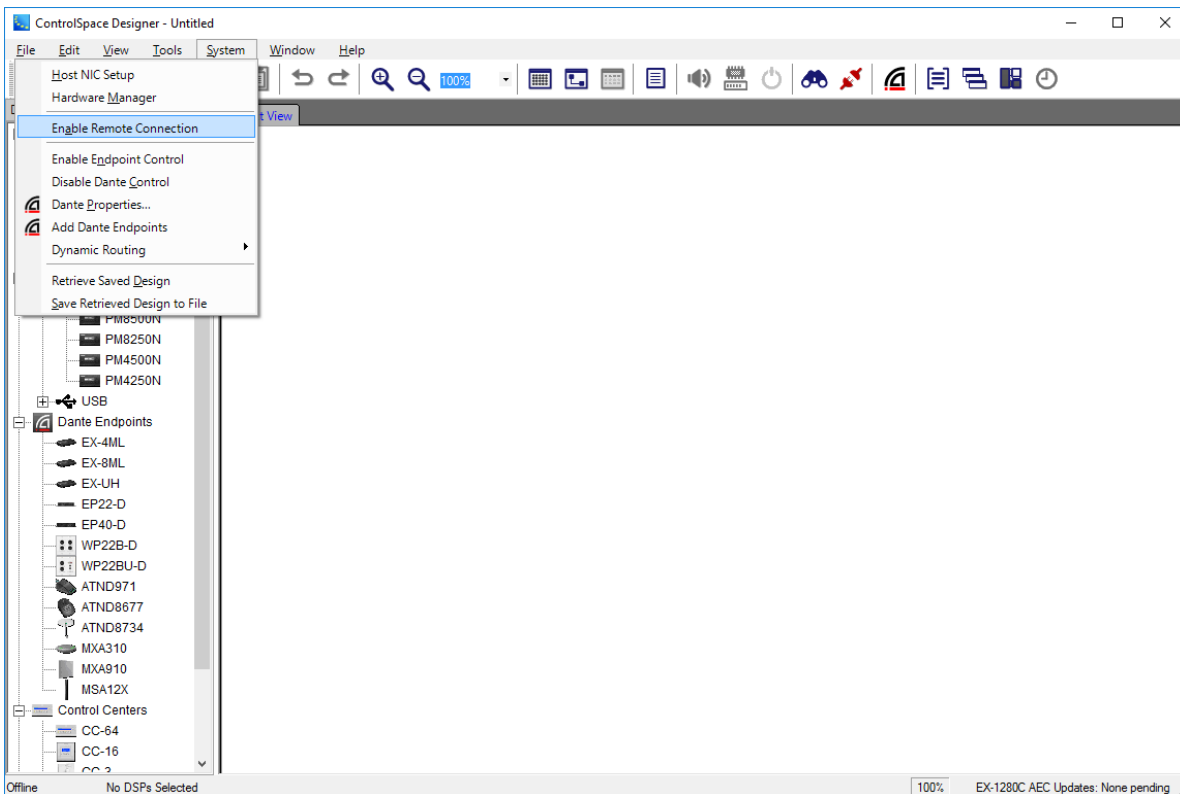 ControlSpace Designer - Untitled
File Edit View Tools System Window Help
100%
Host NIC Setup
Hardware Manager
t View
Enable Remote Connection
Enable Endpoint Control
Disable Dante Control
Dante Properties...
Add Dante Endpoints
Dynamic Routing
Retrieve Saved Design
Save Retrieved Design to File
PM8500N
PM8250N
PM4500N
PM4250N
USB
Dante Endpoints
EX-4ML
EX-8ML
EX-UH
EP22-D
EP40-D
WP22B-D
WP22BU-D
ATND971
ATND8677
ATND8734
MXA310
MXA910
MSA12X
Control Centers
CC-64
CC-16
CC-3
Offline No DSPs Selected 100% EX-1280C AEC Updates: None pending